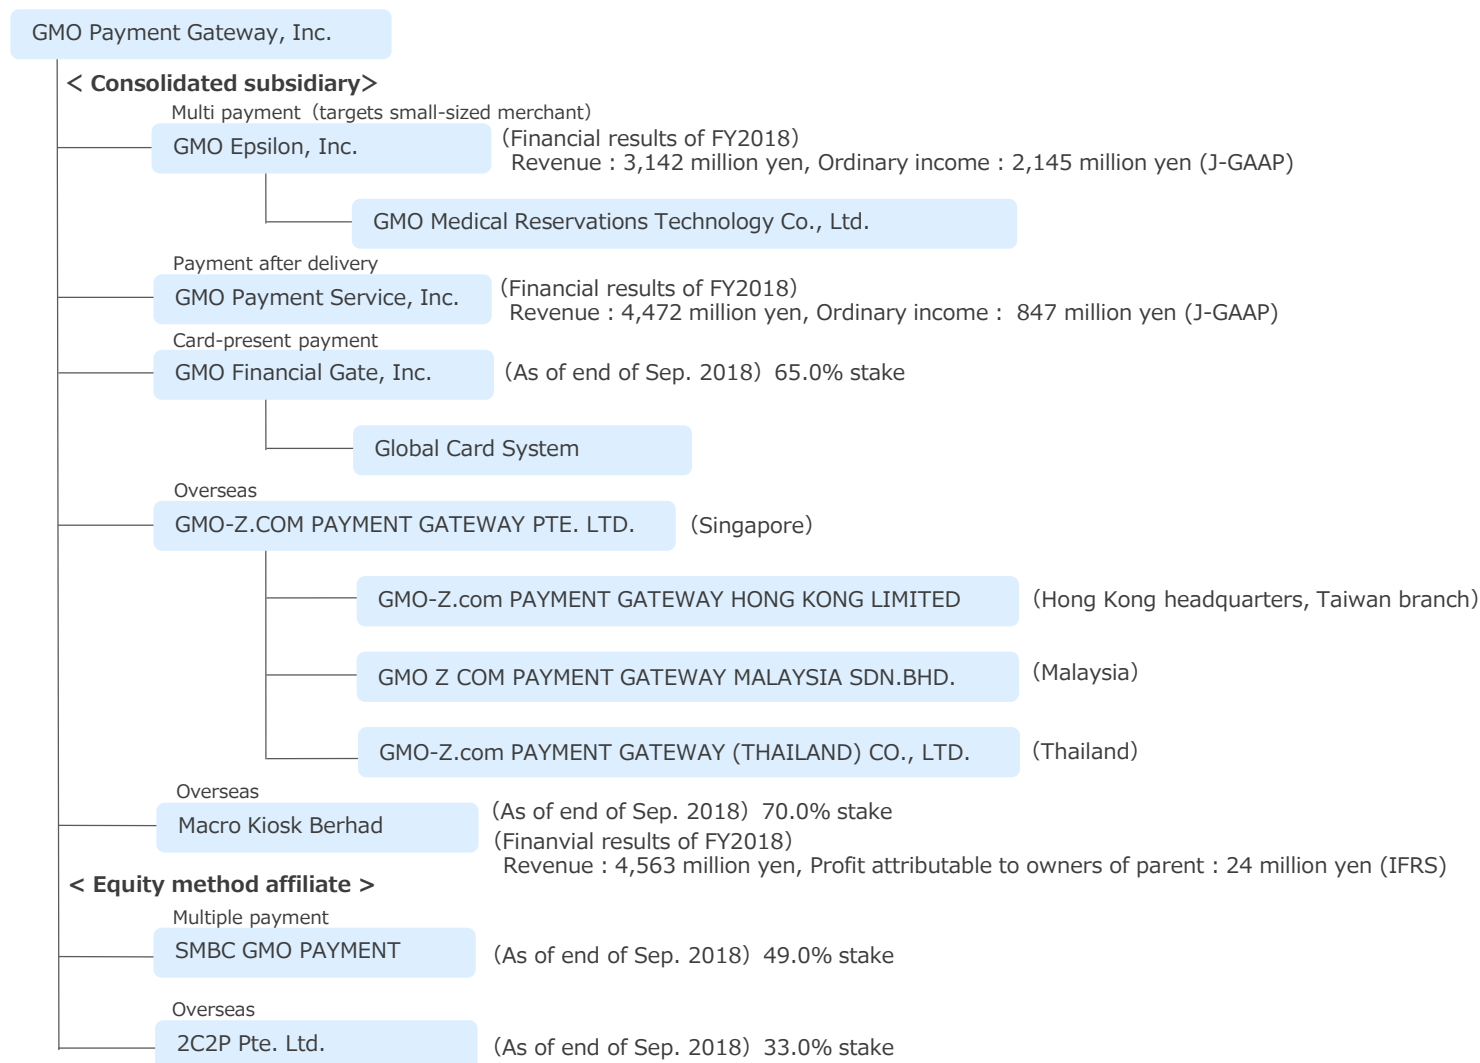 GMO Payment Gateway, Inc.
< Consolidated subsidiary>
Multi payment（targets small-sized merchant）
GMO Epsilon, Inc.
（Financial results of FY2018）
Revenue : 3,142 million yen, Ordinary income : 2,145 million yen (J-GAAP)
GMO Medical Reservations Technology Co., Ltd.
Payment after delivery
GMO Payment Service, Inc.
（Financial results of FY2018）
Revenue : 4,472 million yen, Ordinary income :  847 million yen (J-GAAP)
Card-present payment
GMO Financial Gate, Inc.
（As of end of Sep. 2018）65.0% stake
Global Card System
Overseas
GMO-Z.COM PAYMENT GATEWAY PTE. LTD.
（Singapore）
GMO-Z.com PAYMENT GATEWAY HONG KONG LIMITED
（Hong Kong headquarters, Taiwan branch）
GMO Z COM PAYMENT GATEWAY MALAYSIA SDN.BHD.
（Malaysia）
GMO-Z.com PAYMENT GATEWAY (THAILAND) CO., LTD.
（Thailand）
Overseas
Macro Kiosk Berhad
（As of end of Sep. 2018）70.0% stake
（Finanvial results of FY2018）
Revenue : 4,563 million yen, Profit attributable to owners of parent : 24 million yen (IFRS)
< Equity method affiliate >
Multiple payment
SMBC GMO PAYMENT
（As of end of Sep. 2018）49.0% stake
Overseas
2C2P Pte. Ltd.
（As of end of Sep. 2018）33.0% stake